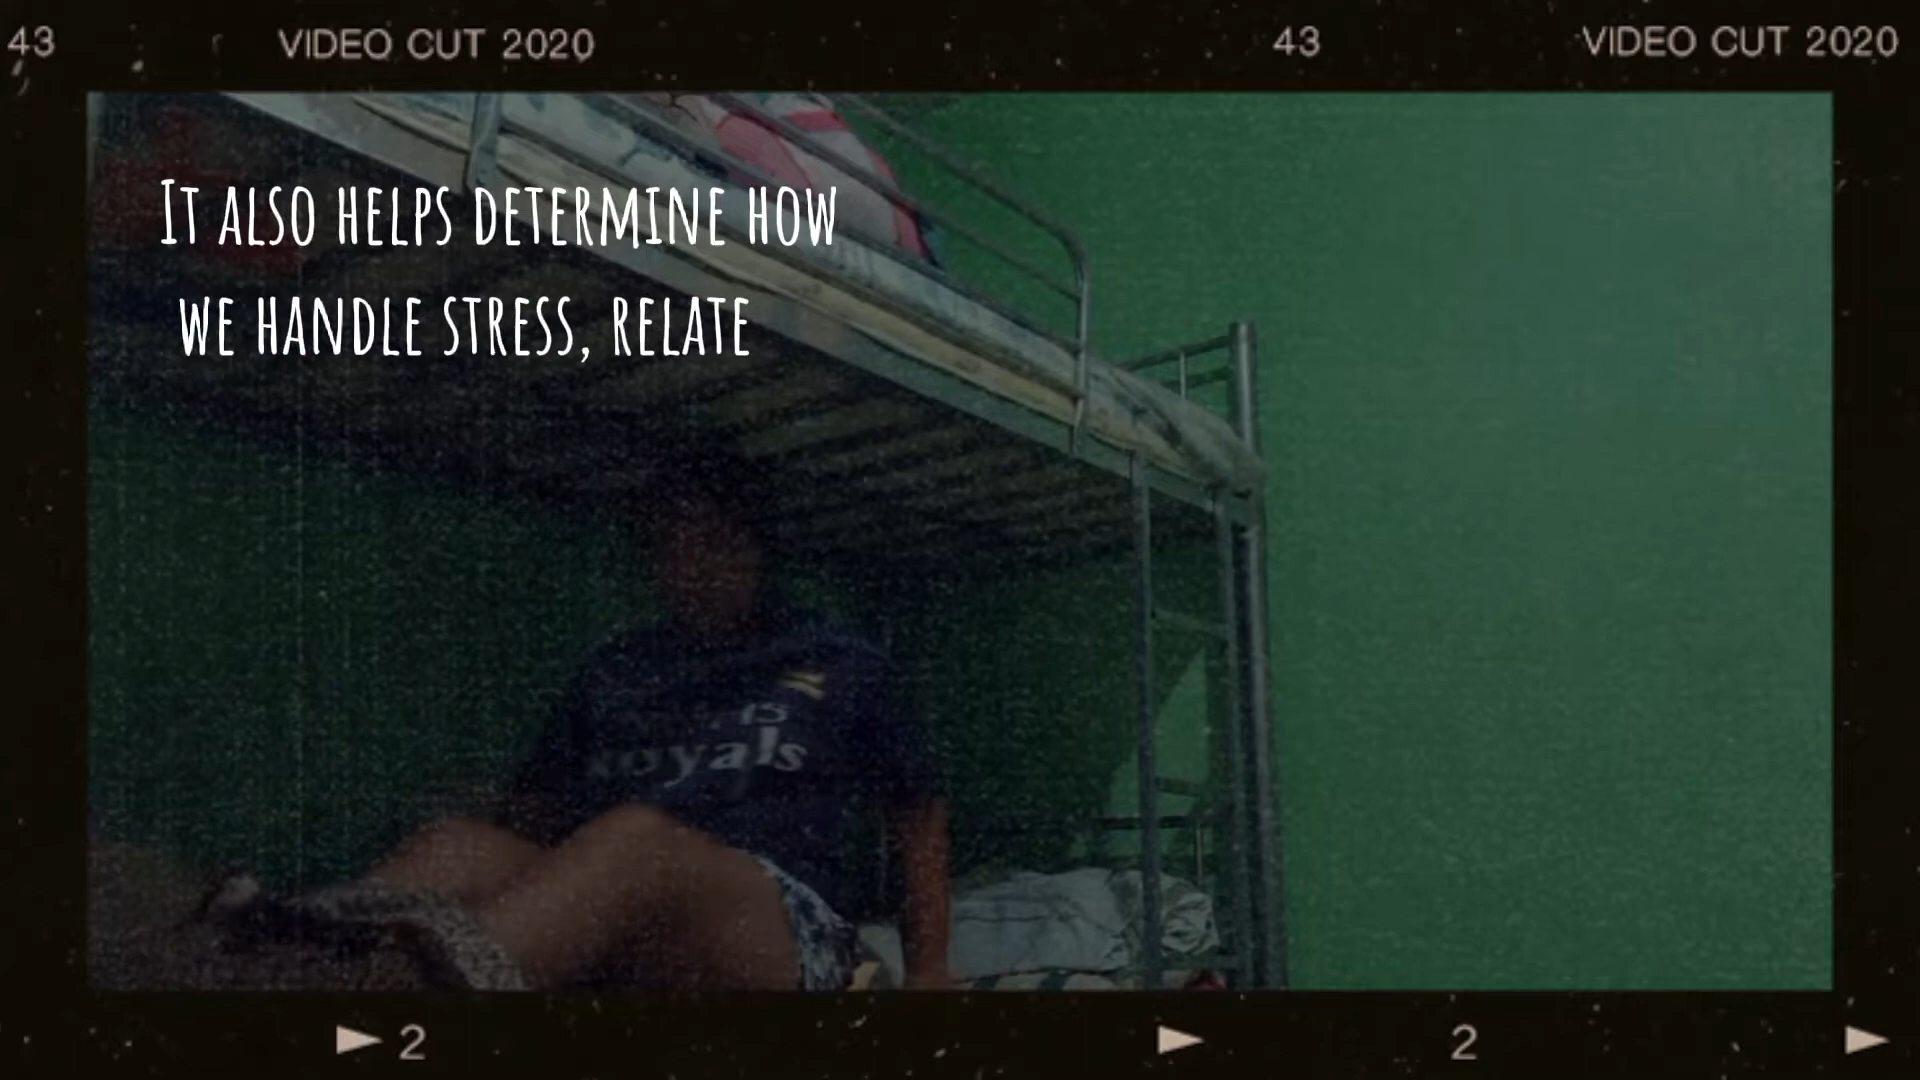 43 VIDEO CUT 2020 43 VIDEO CUT 2020
It also helps determine how
we handle stress, relate
Royals
2 2